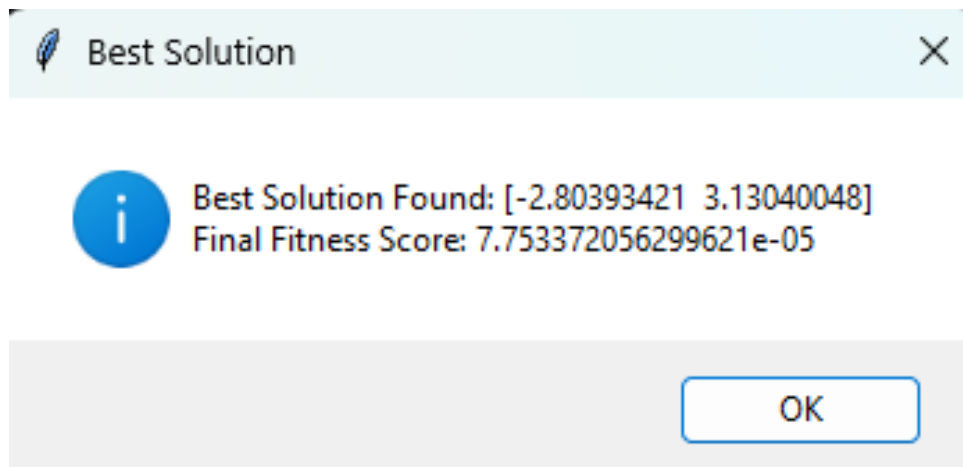 Best Solution
Best Solution Found: [-2.80393421  3.13040048]
Final Fitness Score: 7.753372056299621e-05
OK